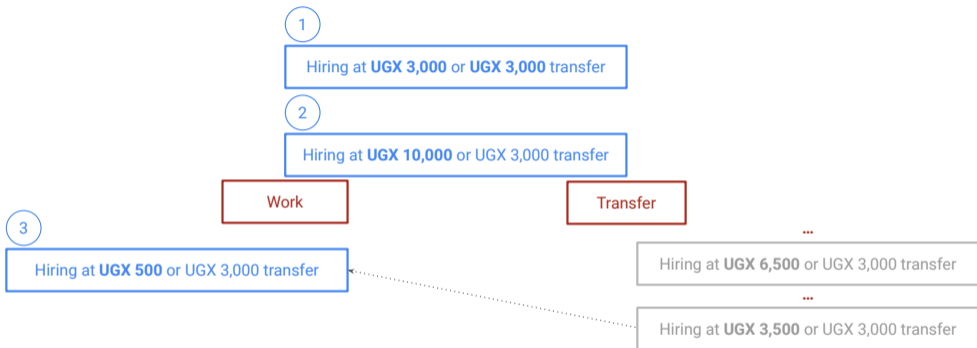 1
Hiring at UGX 3,000 or UGX 3,000 transfer
2
Hiring at UGX 10,000 or UGX 3,000 transfer
Work
Transfer
3
...
Hiring at UGX 500 or UGX 3,000 transfer
Hiring at UGX 6,500 or UGX 3,000 transfer
...
Hiring at UGX 3,500 or UGX 3,000 transfer